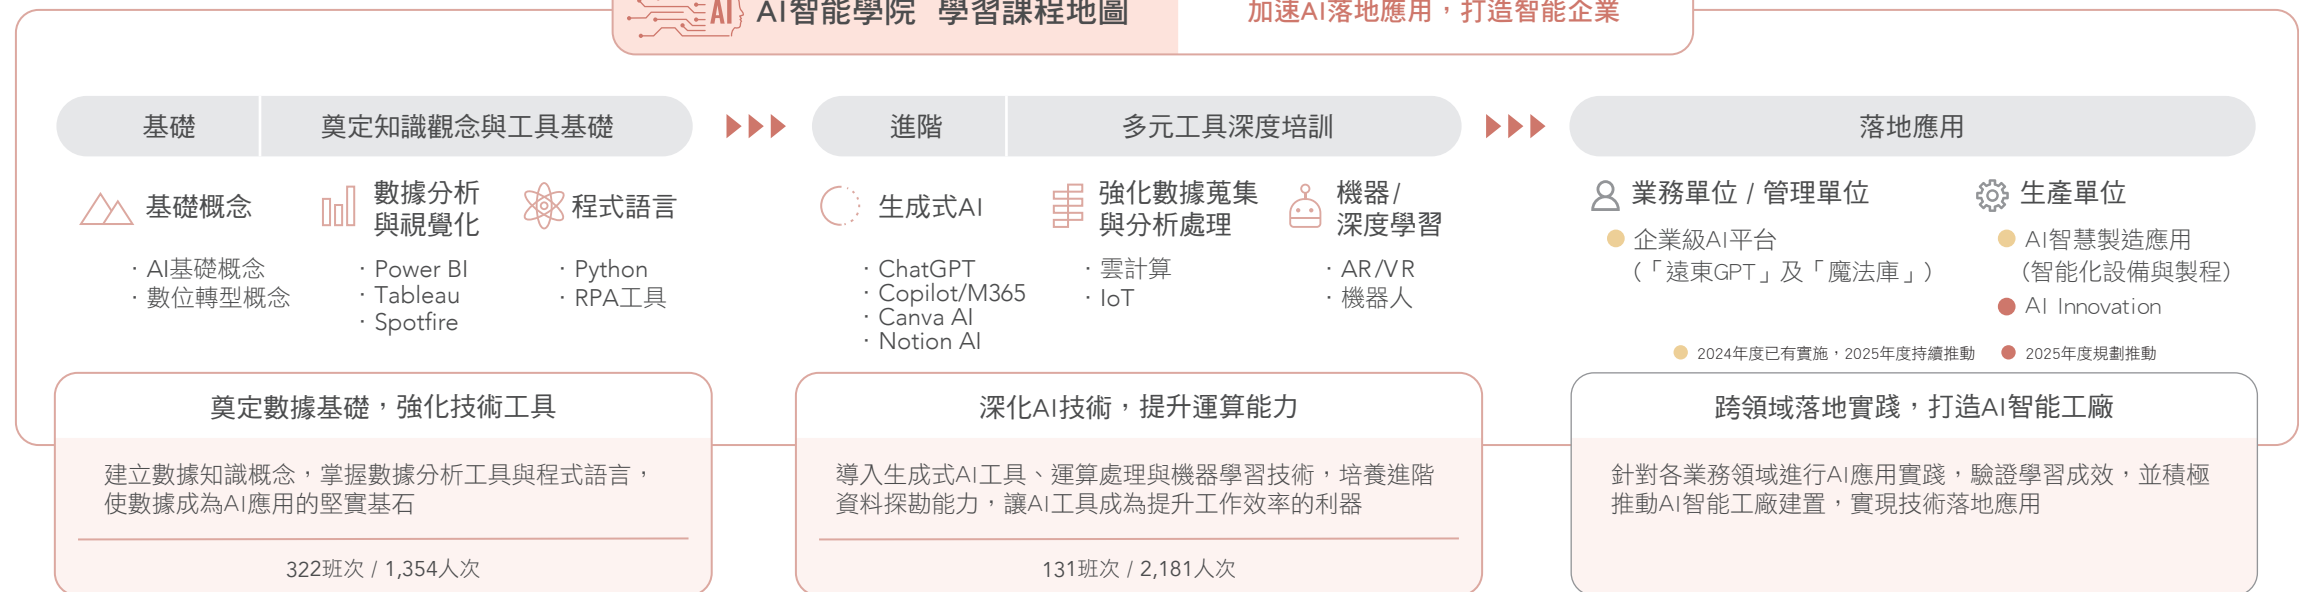 AI
AI智能學院 學習課程地圖
加速AI落地應用，打造智能企業
基礎
奠定知識觀念與工具基礎
進階
多元工具深度培訓
落地應用
基礎概念
· AI基礎概念
· 數位轉型概念
數據分析
與視覺化
· Power BI
· Tableau
· Spotfire
程式語言
· Python
· RPA工具
生成式AI
· ChatGPT
· Copilot/M365
· Canva AI
· Notion AI
強化數據蒐集
與分析處理
· 雲計算
· IoT
機器/
深度學習
· AR/VR
· 機器人
業務單位 / 管理單位
企業級AI平台
（「遠東GPT」及「魔法庫」）
生產單位
AI智慧製造應用
（智能化設備與製程）
AI Innovation
2024年度已有實施，2025年度持續推動
2025年度規劃推動
奠定數據基礎，強化技術工具
建立數據知識概念，掌握數據分析工具與程式語言，
使數據成為AI應用的堅實基石
322班次 / 1,354人次
深化AI技術，提升運算能力
導入生成式AI工具、運算處理與機器學習技術，培養進階
資料探勘能力，讓AI工具成為提升工作效率的利器
131班次 / 2,181人次
跨領域落地實踐，打造AI智能工廠
針對各業務領域進行AI應用實踐，驗證學習成效，並積極
推動AI智能工廠建置，實現技術落地應用